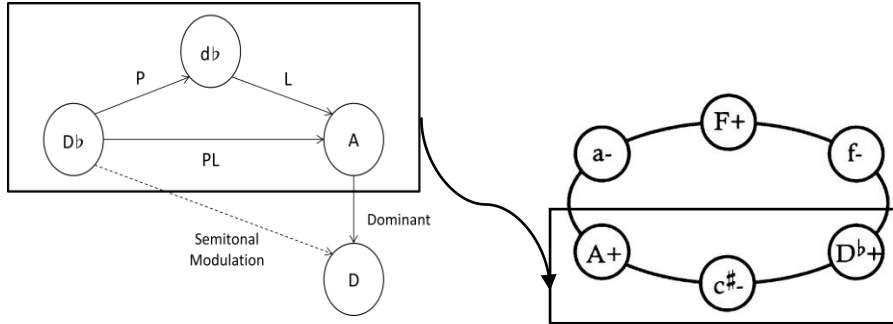 d♭
P
L
D♭
A
PL
Dominant
Semitonal
Modulation
D
F+
a-
f-
A+
D♭+
c♯-